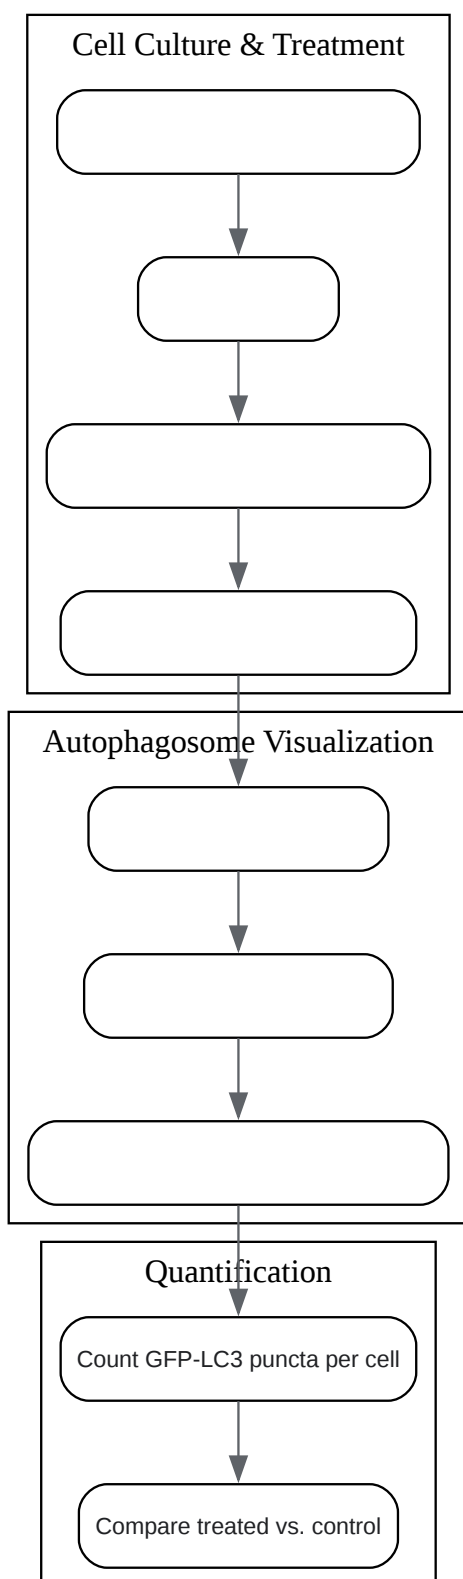 Cell Culture & Treatment
Autophagosome Visualization
Quantification
Count GFP-LC3 puncta per cell
Compare treated vs. control